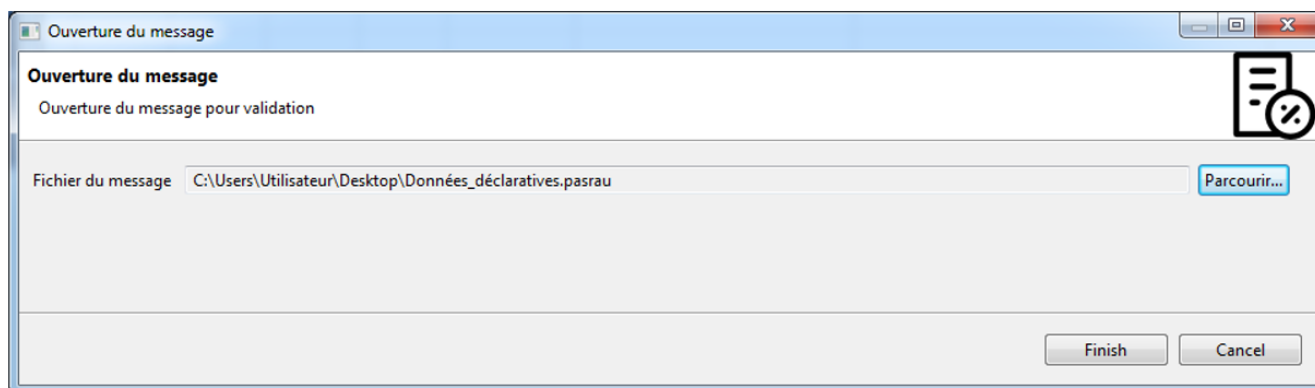 Ouverture du message
Ouverture du message
Ouverture du message pour validation
Fichier du message C:\Users\Utilisateur\Desktop\Données_déclaratives.pasrau Parcourir...
Finish Cancel